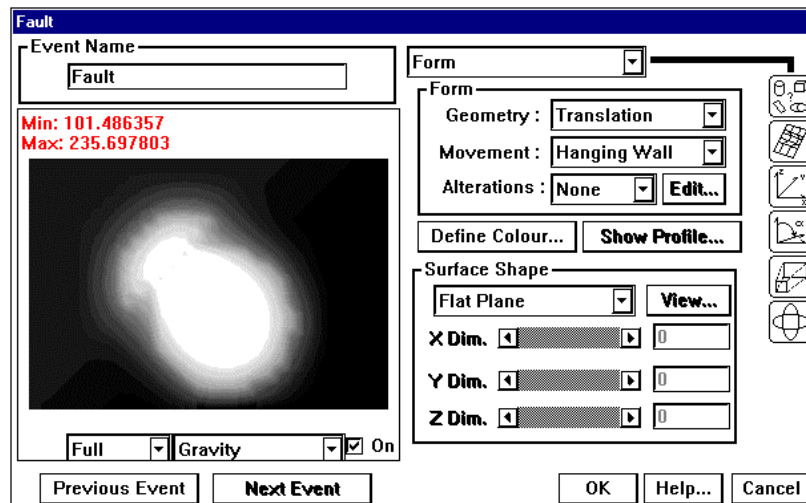 Fault
Event Name
Fault
Min: 101.486357
Max: 235.697803
Full
Gravity
On
Form
Form
Geometry : Translation
Movement : Hanging Wall
Alterations : None Edit...
Define Colour... Show Profile...
Surface Shape
Flat Plane View...
X Dim. 0
Y Dim. 0
Z Dim. 0
Previous Event Next Event OK Help... Cancel